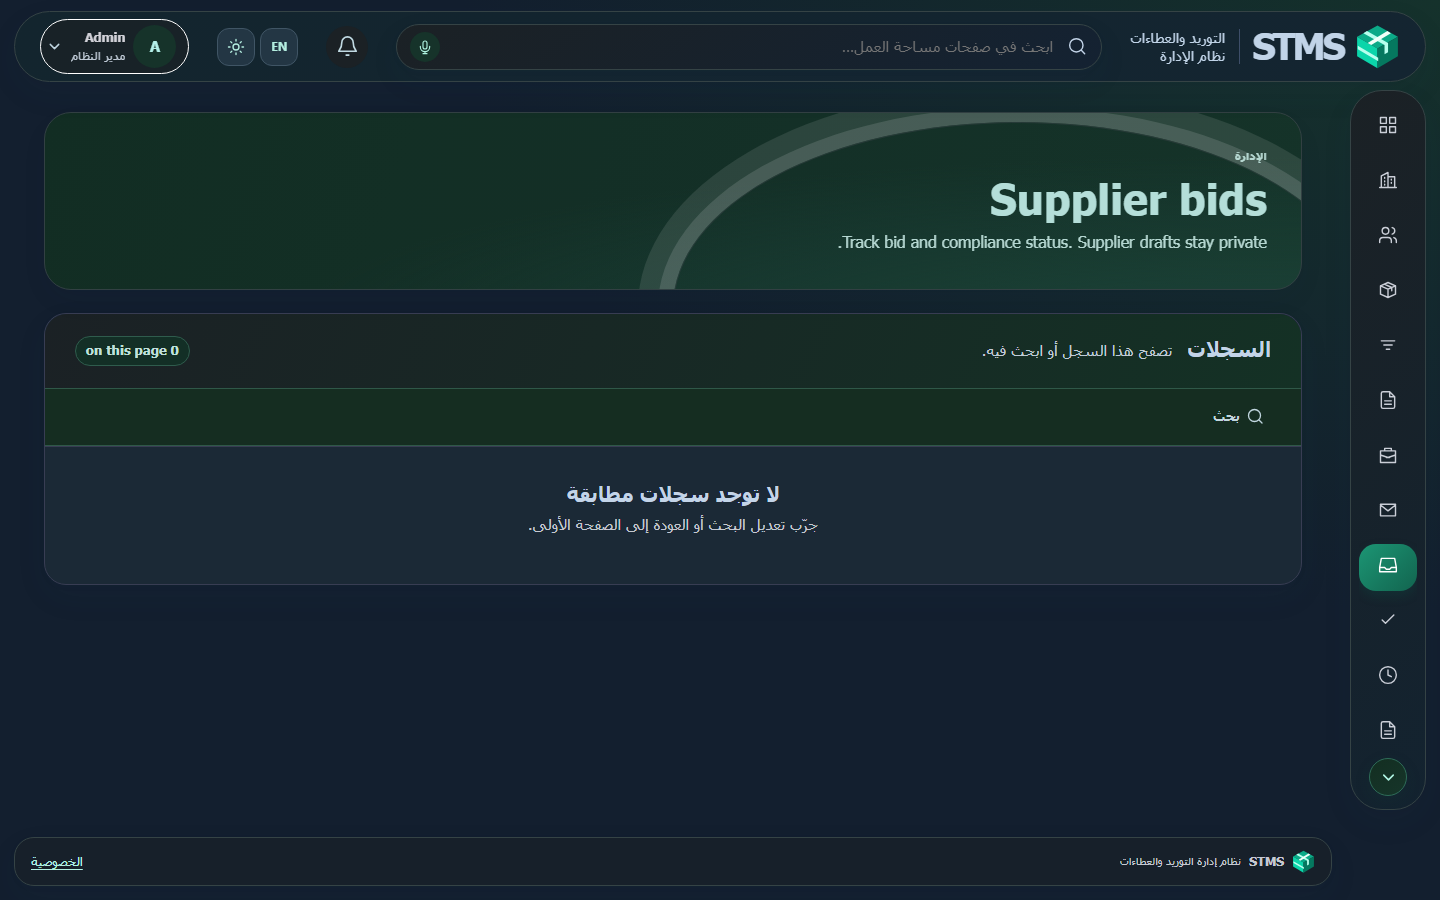 STMS
التوريد والعطاءات
نظام الإدارة
ابحث في صفحات مساحة العمل...
EN
A
Admin
مدير النظام
الإدارة
Supplier bids
Track bid and compliance status. Supplier drafts stay private.
السجلات
تصفح هذا السجل أو ابحث فيه.
0 on this page
بحث
لا توجد سجلات مطابقة
جرّب تعديل البحث أو العودة إلى الصفحة الأولى.
STMS نظام إدارة التوريد والعطاءات
الخصوصية